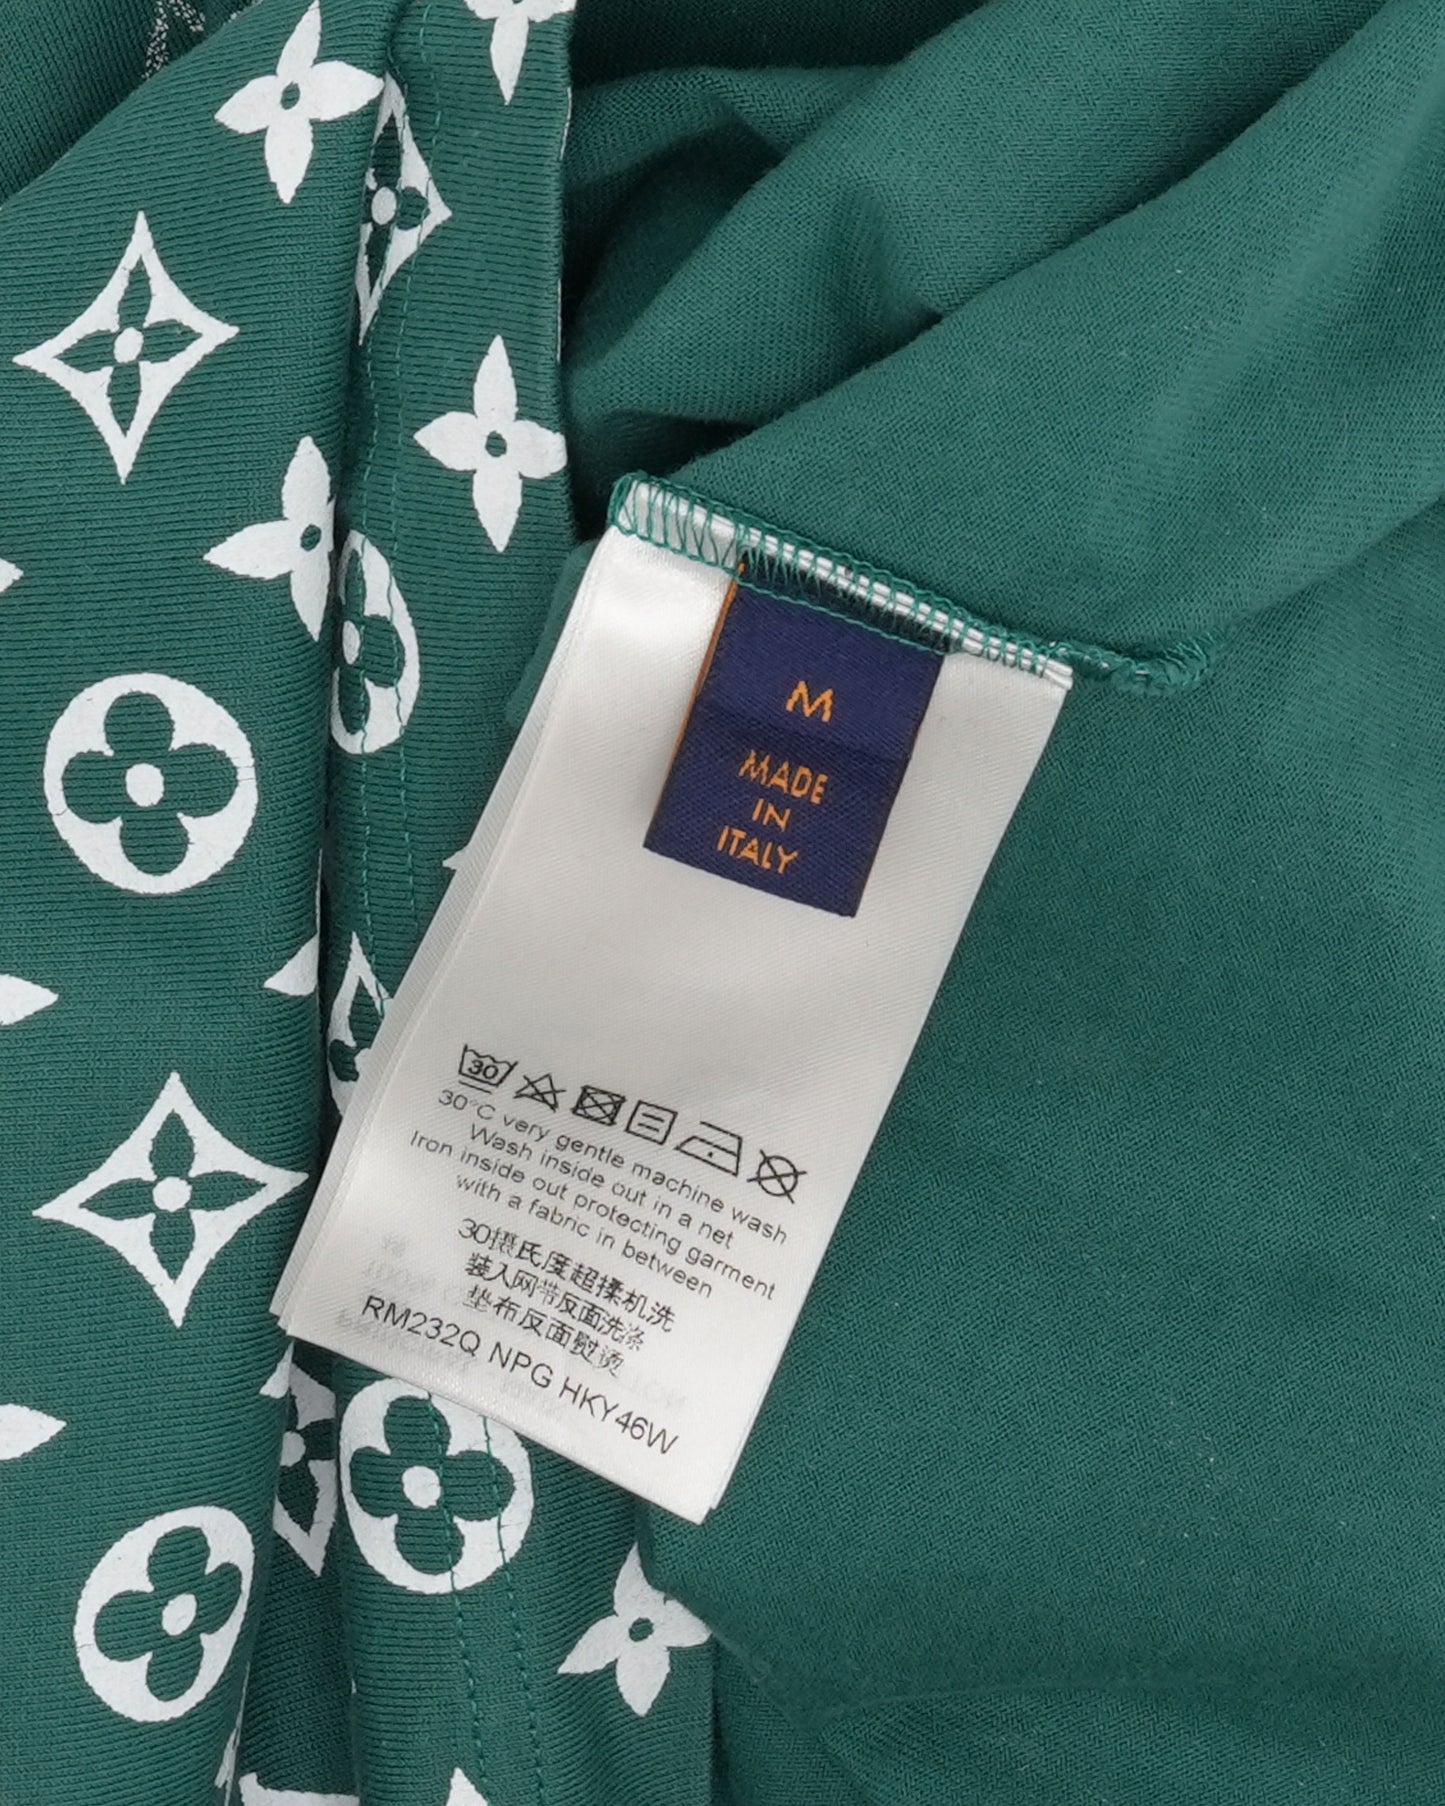 M
MADE
IN
ITALY
30
30°C very gentle machine wash
Wash inside out in a net
Iron inside out protecting garment
with a fabric in between
30摄氏度超揉机洗
装入网带反面洗涤
垫布反面熨烫
RM232Q NPG HKY46W